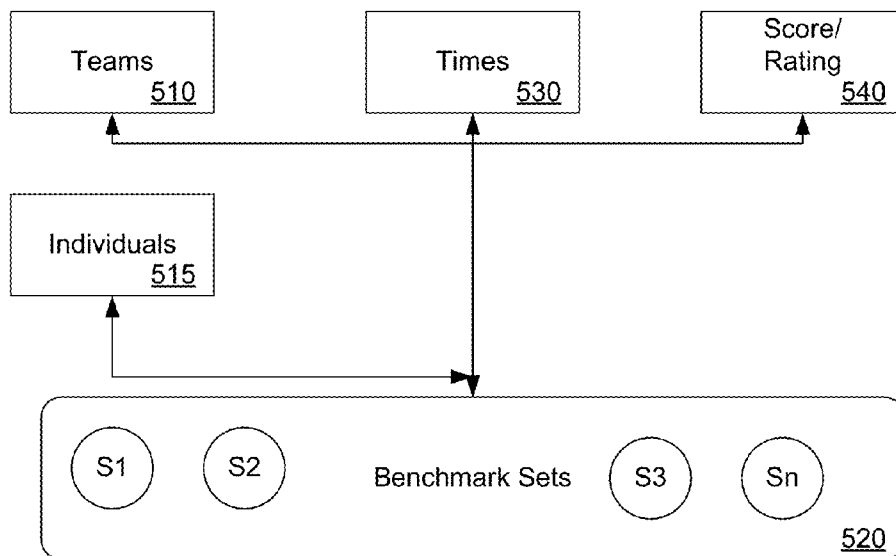 Teams
510
Times
530
Score/
Rating
540
Individuals
515
S1
S2
Benchmark Sets
S3
Sn
520